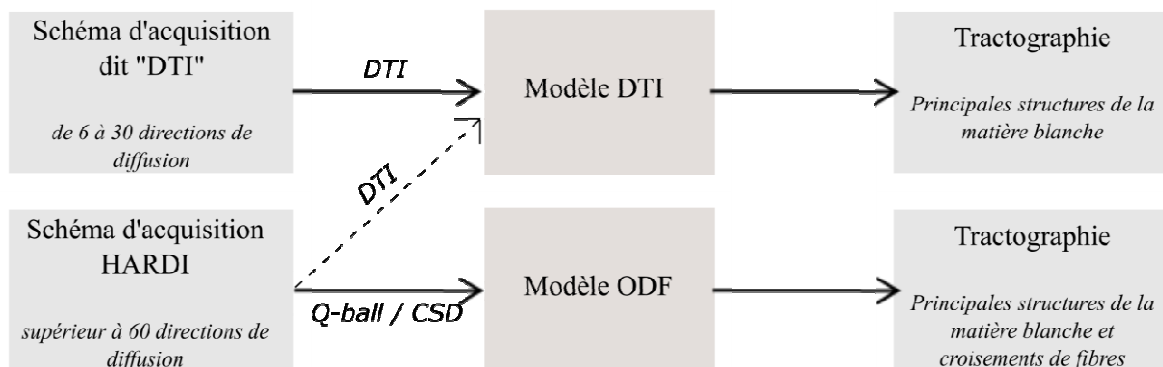 Schéma d'acquisition
dit "DTI"
de 6 à 30 directions de
diffusion
DTI
Modèle DTI
Tractographie
Principales structures de la
matière blanche
DTI
Schéma d'acquisition
HARDI
supérieur à 60 directions de
diffusion
Q-ball / CSD
Modèle ODF
Tractographie
Principales structures de la
matière blanche et
croisements de fibres